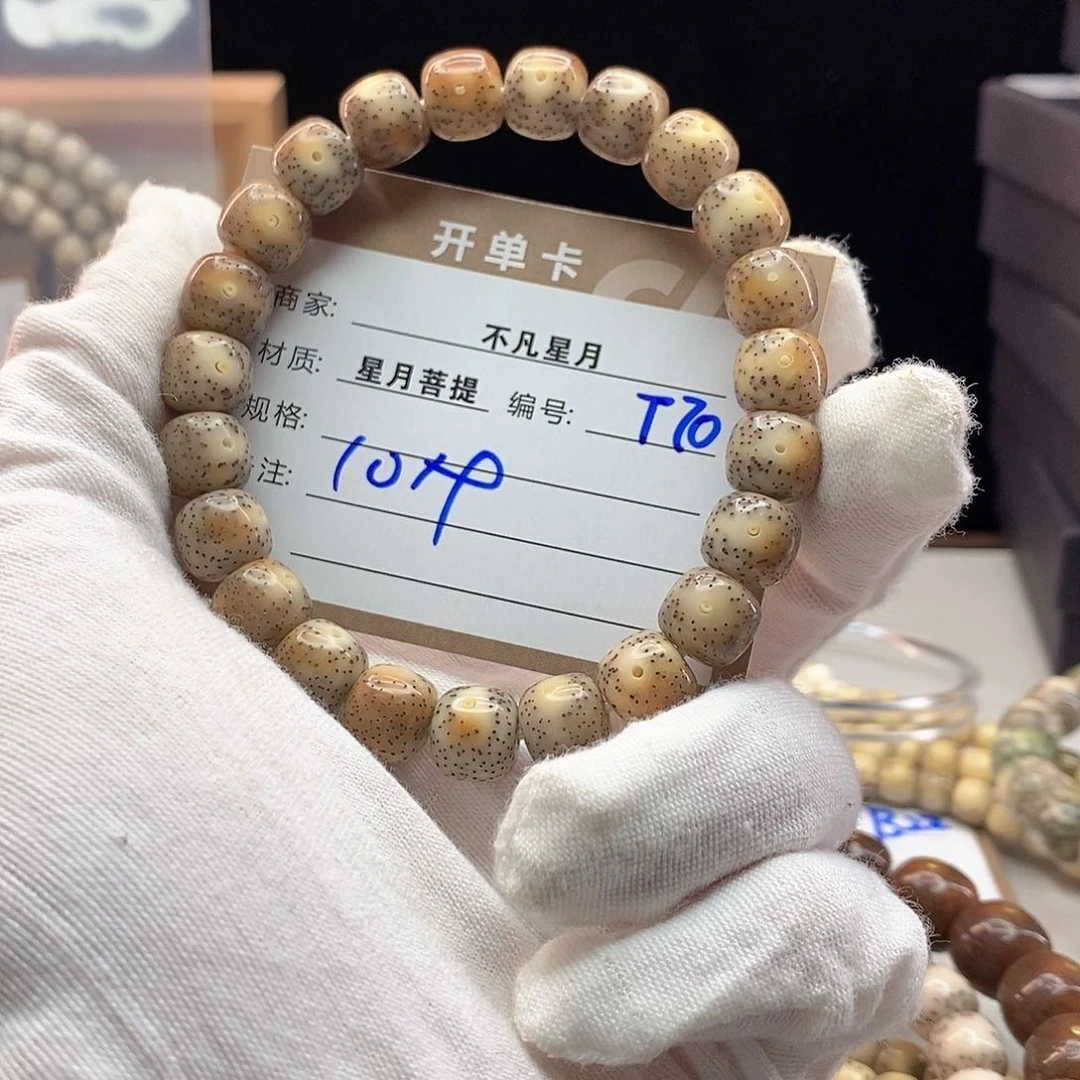 开单卡
商家: 不凡星月
材质: 星月菩提 编号: T70
规格:
注: 10x9